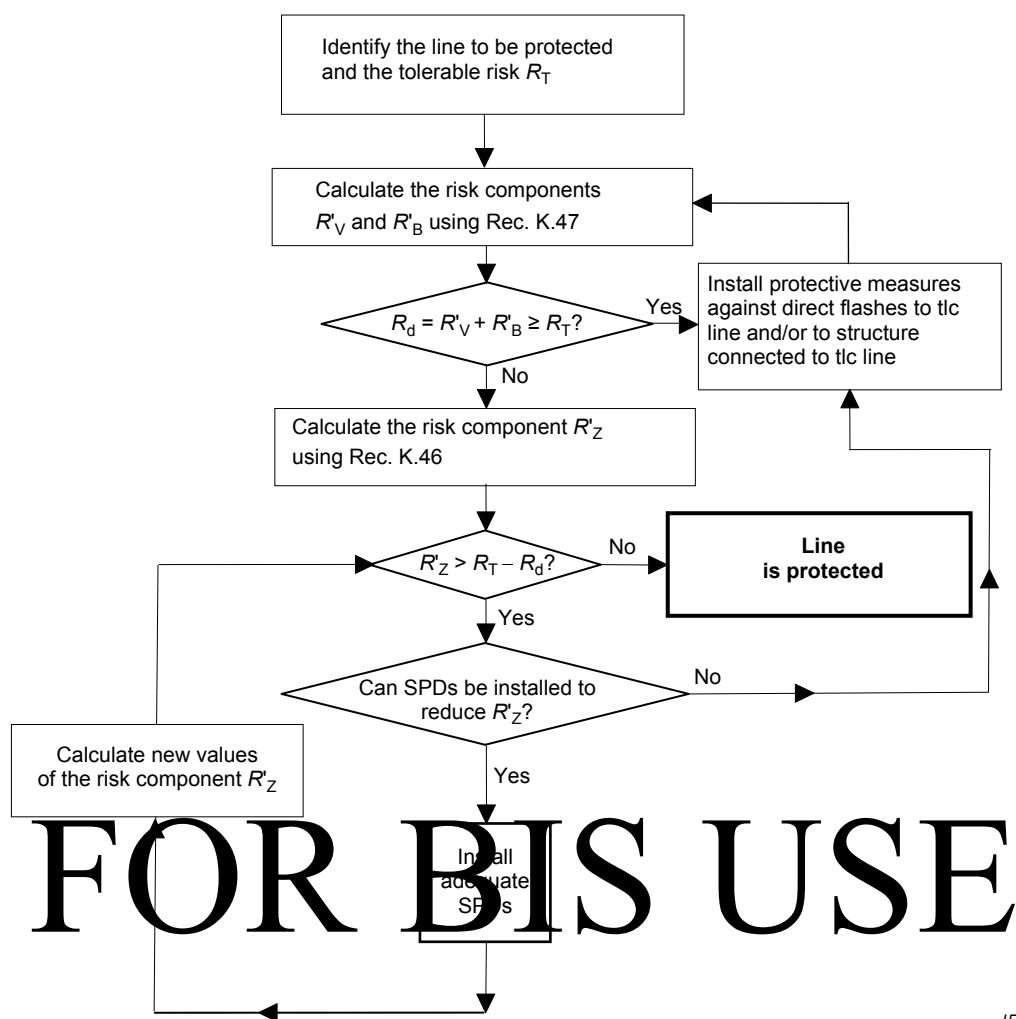 Identify the line to be protected
and the tolerable risk R_T
Calculate the risk components
R'_V and R'_B using Rec. K.47
R_d = R'_V + R'_B ≥ R_T?
Yes
Install protective measures
against direct flashes to tlc
line and/or to structure
connected to tlc line
No
Calculate the risk component R'_Z
using Rec. K.46
R'_Z > R_T – R_d?
No
Line
is protected
Yes
Can SPDs be installed to
reduce R'_Z?
No
Calculate new values
of the risk component R'_Z
Yes
Install
adequate
SPDs
FOR BIS USE